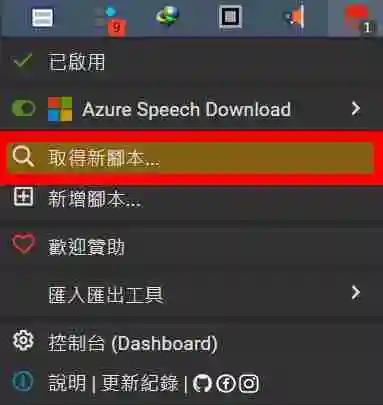 9
1
已啟用
Azure Speech Download
取得新腳本...
新增腳本...
歡迎贊助
匯入匯出工具
控制台 (Dashboard)
說明 | 更新紀錄 |